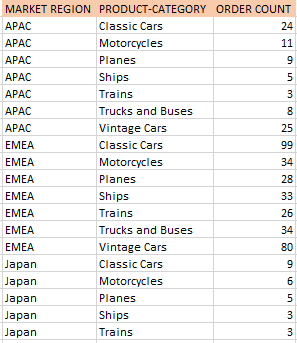 MARKET REGION PRODUCT-CATEGORY ORDER COUNT
APAC Classic Cars 24
APAC Motorcycles 11
APAC Planes 9
APAC Ships 5
APAC Trains 3
APAC Trucks and Buses 8
APAC Vintage Cars 25
EMEA Classic Cars 99
EMEA Motorcycles 34
EMEA Planes 28
EMEA Ships 33
EMEA Trains 26
EMEA Trucks and Buses 34
EMEA Vintage Cars 80
Japan Classic Cars 9
Japan Motorcycles 6
Japan Planes 5
Japan Ships 3
Japan Trains 3